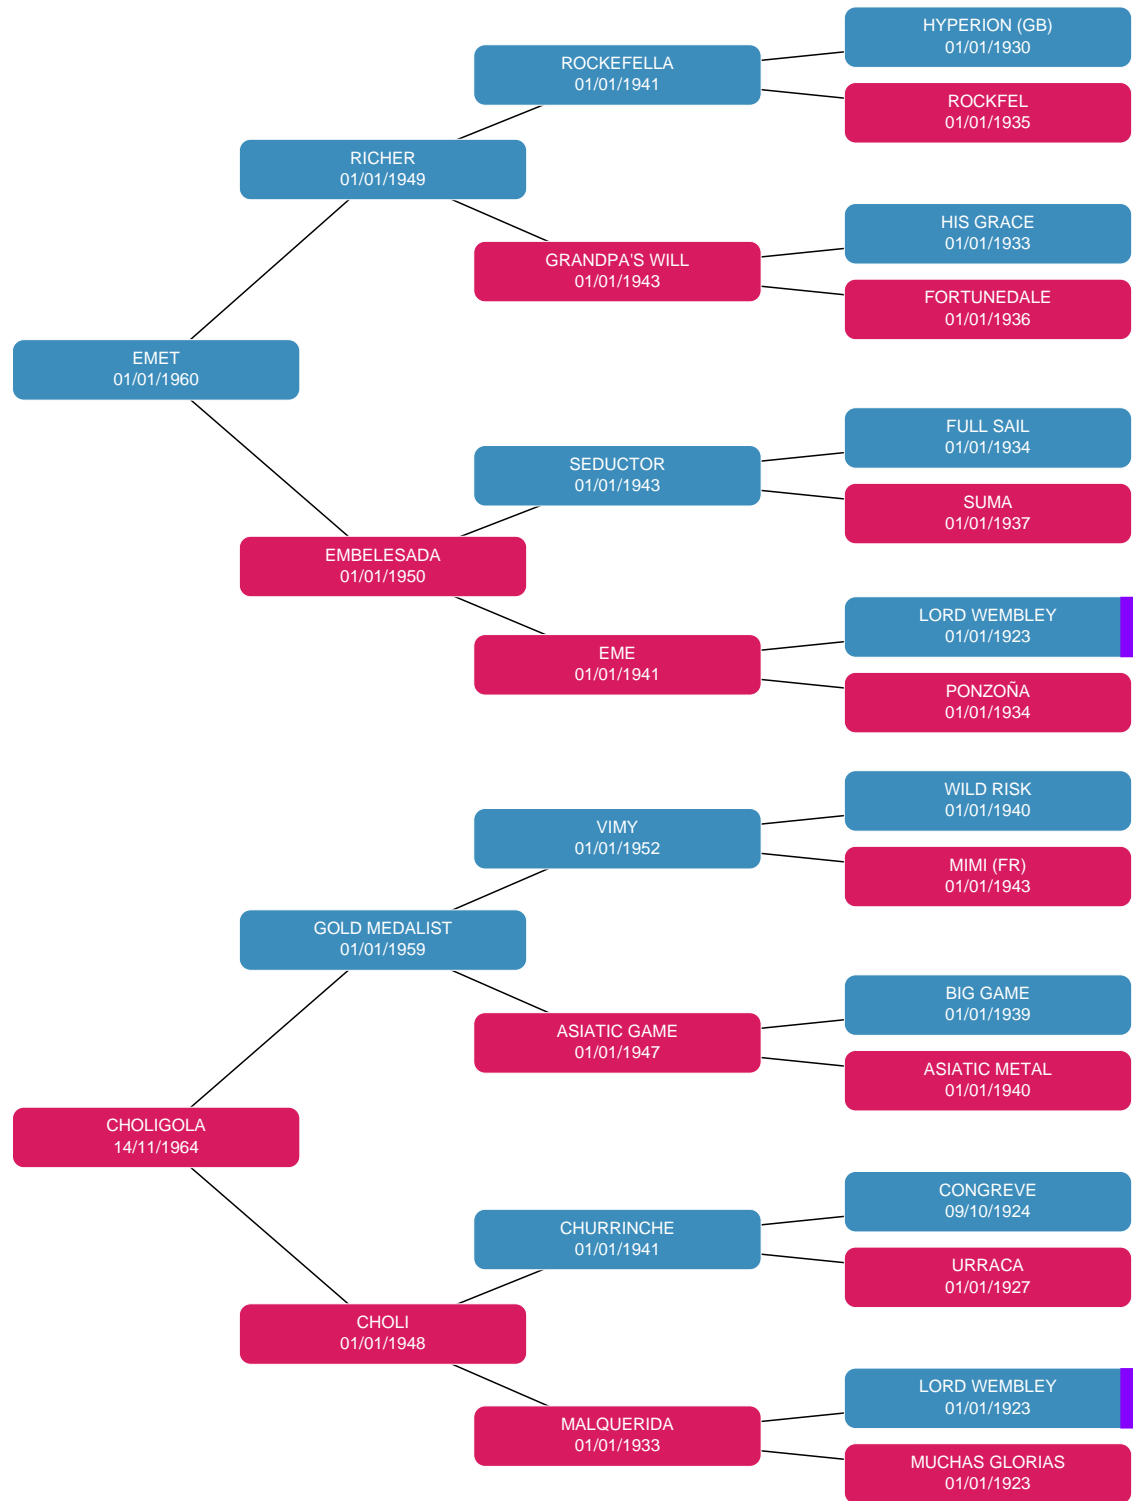 HYPERION (GB)
01/01/1930
ROCKEFELLA
01/01/1941
ROCKFEL
01/01/1935
RICHER
01/01/1949
HIS GRACE
01/01/1933
GRANDPA'S WILL
01/01/1943
FORTUNEDALE
01/01/1936
EMET
01/01/1960
FULL SAIL
01/01/1934
SEDUCTOR
01/01/1943
SUMA
01/01/1937
EMBELESADA
01/01/1950
LORD WEMBLEY
01/01/1923
EME
01/01/1941
PONZOÑA
01/01/1934
WILD RISK
01/01/1940
VIMY
01/01/1952
MIMI (FR)
01/01/1943
GOLD MEDALIST
01/01/1959
BIG GAME
01/01/1939
ASIATIC GAME
01/01/1947
ASIATIC METAL
01/01/1940
CHOLIGOLA
14/11/1964
CONGREVE
09/10/1924
CHURRINCHE
01/01/1941
URRACA
01/01/1927
CHOLI
01/01/1948
LORD WEMBLEY
01/01/1923
MALQUERIDA
01/01/1933
MUCHAS GLORIAS
01/01/1923